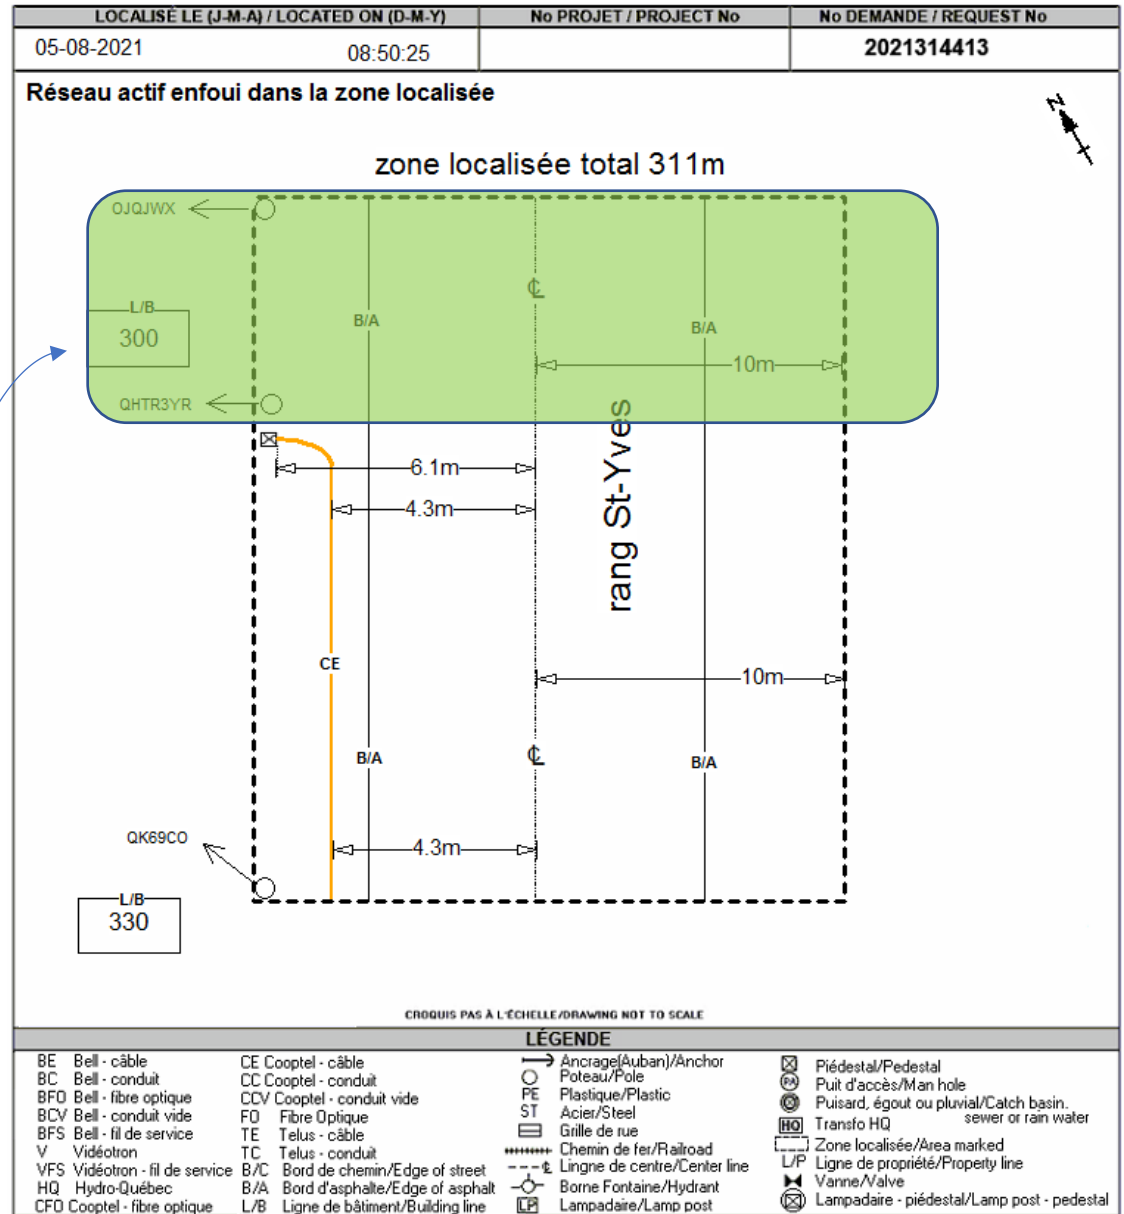 LOCALISÉ LE (J-M-A) / LOCATED ON (D-M-Y)
No PROJET / PROJECT No
No DEMANDE / REQUEST No
05-08-2021
08:50:25
2021314413
Réseau actif enfoui dans la zone localisée
N
zone localisée total 311m
OJQJWX
L/B
300
B/A
℄
B/A
10m
QHTR3YR
6.1m
4.3m
rang St-Yves
CE
10m
B/A
℄
B/A
QK69CO
4.3m
L/B
330
CROQUIS PAS À L'ÉCHELLE/DRAWING NOT TO SCALE
LÉGENDE
BE Bell - câble
BC Bell - conduit
BFO Bell - fibre optique
BCV Bell - conduit vide
BFS Bell - fil de service
V Vidéotron
VFS Vidéotron - fil de service
HQ Hydro-Québec
CFO Cooptel - fibre optique
CE Cooptel - câble
CC Cooptel - conduit
CCV Cooptel - conduit vide
FO Fibre Optique
TE Telus - câble
TC Telus - conduit
B/C Bord de chemin/Edge of street
B/A Bord d'asphalte/Edge of asphalt
L/B Ligne de bâtiment/Building line
Ancrage(Auban)/Anchor
Poteau/Pole
PE Plastique/Plastic
ST Acier/Steel
Grille de rue
Chemin de fer/Railroad
℄ Lingne de centre/Center line
Borne Fontaine/Hydrant
LP Lampadaire/Lamp post
Piédestal/Pedestal
PA Puit d'accès/Man hole
Puisard, égout ou pluvial/Catch basin.
sewer or rain water
HQ Transfo HQ
Zone localisée/Area marked
L/P Ligne de propriété/Property line
Vanne/Valve
Lampadaire - piédestal/Lamp post - pedestal